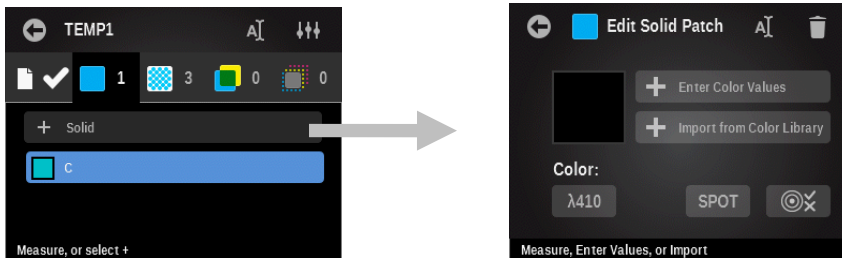 TEMP1
1 3 0 0
+ Solid
C
Measure, or select +
Edit Solid Patch
Enter Color Values
Import from Color Library
Color:
λ410 SPOT
Measure, Enter Values, or Import